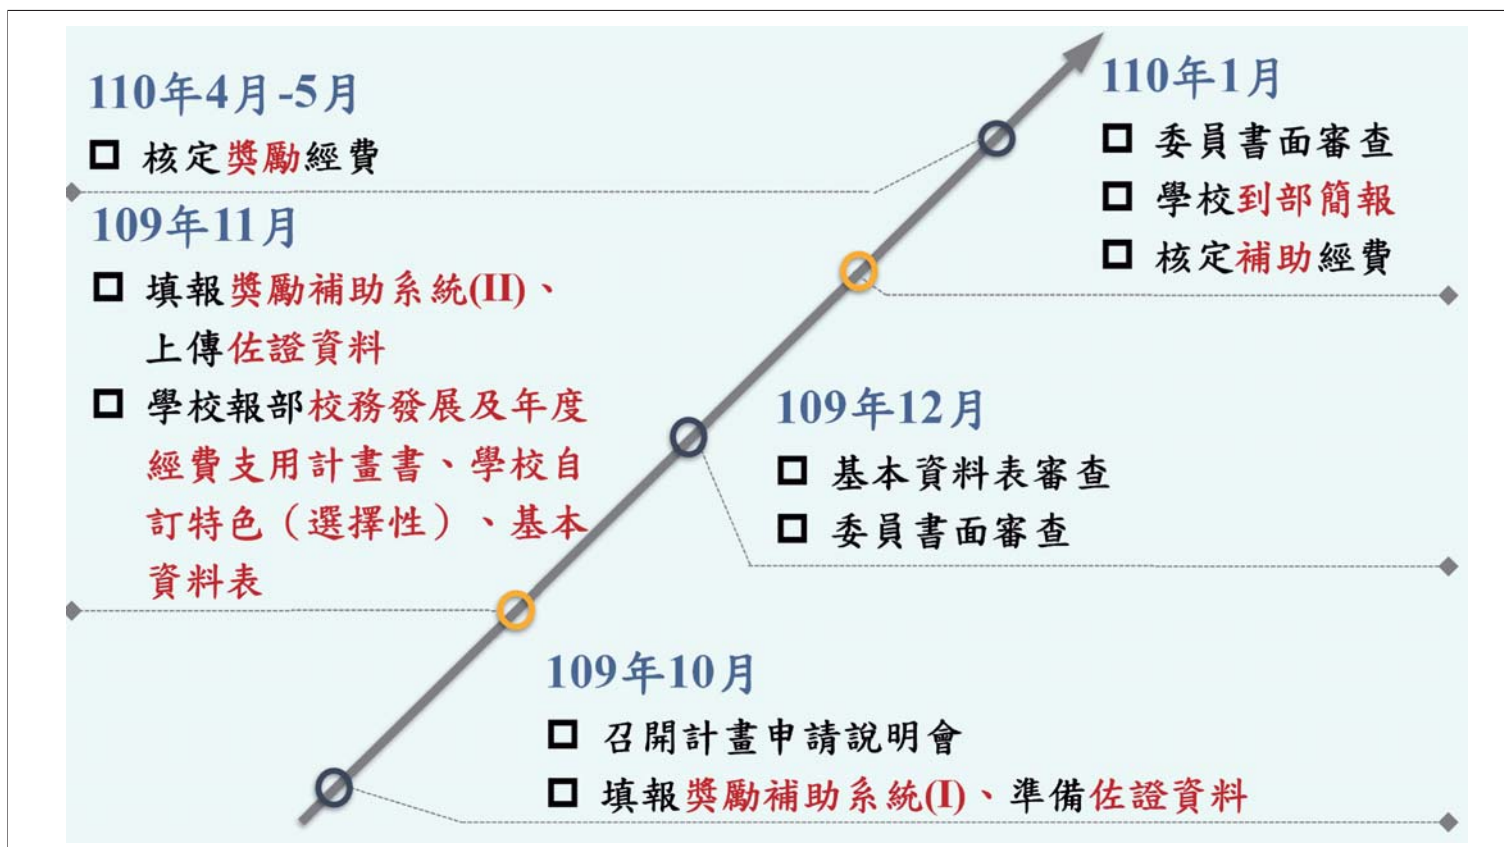 110年4月-5月
核定獎勵經費
110年1月
委員書面審查
學校到部簡報
核定補助經費
109年11月
填報獎勵補助系統(II)、
上傳佐證資料
學校報部校務發展及年度
經費支用計畫書、學校自
訂特色（選擇性）、基本
資料表
109年12月
基本資料表審查
委員書面審查
109年10月
召開計畫申請說明會
填報獎勵補助系統(I)、準備佐證資料